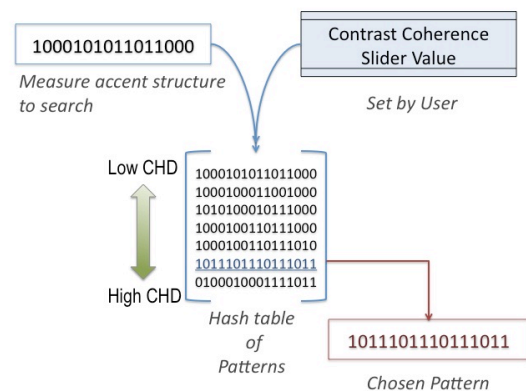 1000101011011000
Measure accent structure
to search
Contrast Coherence
Slider Value
Set by User
Low CHD
High CHD
1000101011011000
1000100011001000
1010100010111000
1000100110111000
1000100110111010
1011101110111011
0100010001111011
Hash table
of
Patterns
1011101110111011
Chosen Pattern